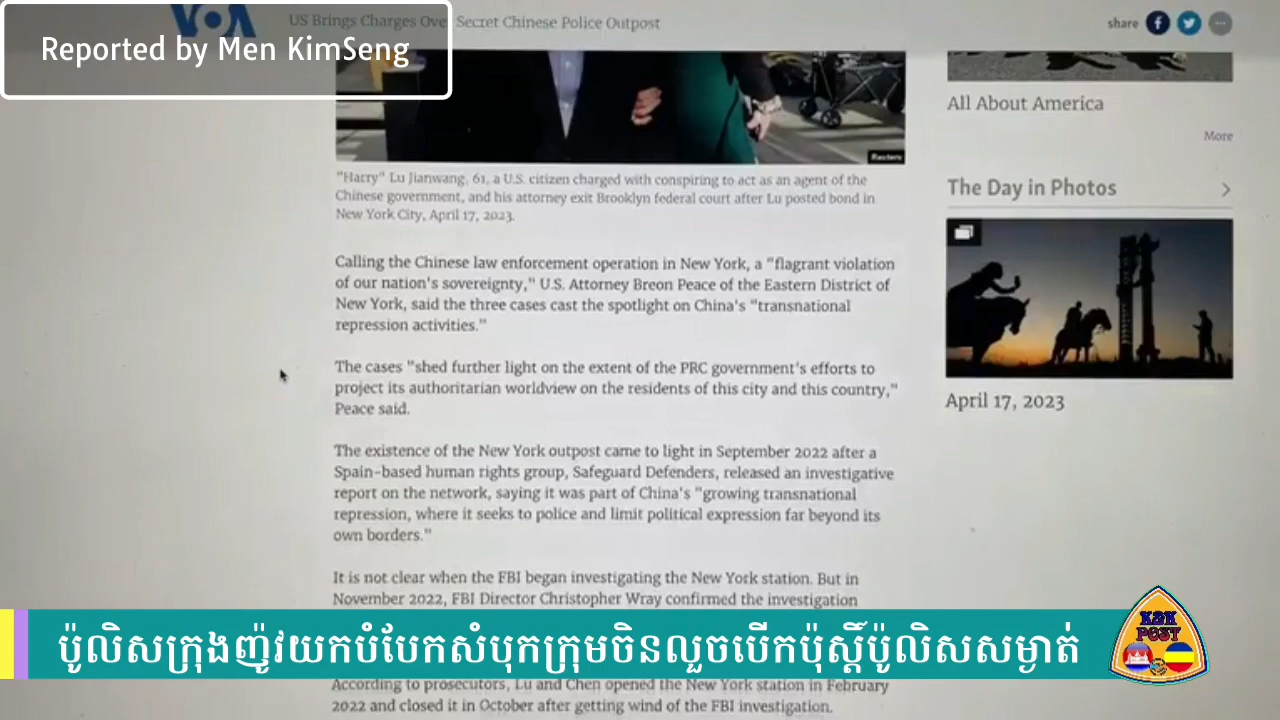 VOA
US Brings Charges Over Secret Chinese Police Outpost
share
Reported by Men KimSeng
Reuters
All About America
More
"Harry" Lu Jianwang, 61, a U.S. citizen charged with conspiring to act as an agent of the
Chinese government, and his attorney exit Brooklyn federal court after Lu posted bond in
New York City, April 17, 2023.
The Day in Photos
April 17, 2023
Calling the Chinese law enforcement operation in New York, a "flagrant violation
of our nation's sovereignty," U.S. Attorney Breon Peace of the Eastern District of
New York, said the three cases cast the spotlight on China's "transnational
repression activities."
The cases "shed further light on the extent of the PRC government's efforts to
project its authoritarian worldview on the residents of this city and this country,"
Peace said.
The existence of the New York outpost came to light in September 2022 after a
Spain-based human rights group, Safeguard Defenders, released an investigative
report on the network, saying it was part of China's "growing transnational
repression, where it seeks to police and limit political expression far beyond its
own borders."
It is not clear when the FBI began investigating the New York station. But in
November 2022, FBI Director Christopher Wray confirmed the investigation
ប៉ូលិសក្រុងញ៉ូវយកបំបែកសំបុកក្រុមចិនលួចបើកប៉ុស្តិ៍ប៉ូលិសសម្ងាត់
K&K
POST
According to prosecutors, Lu and Chen opened the New York station in February
2022 and closed it in October after getting wind of the FBI investigation.